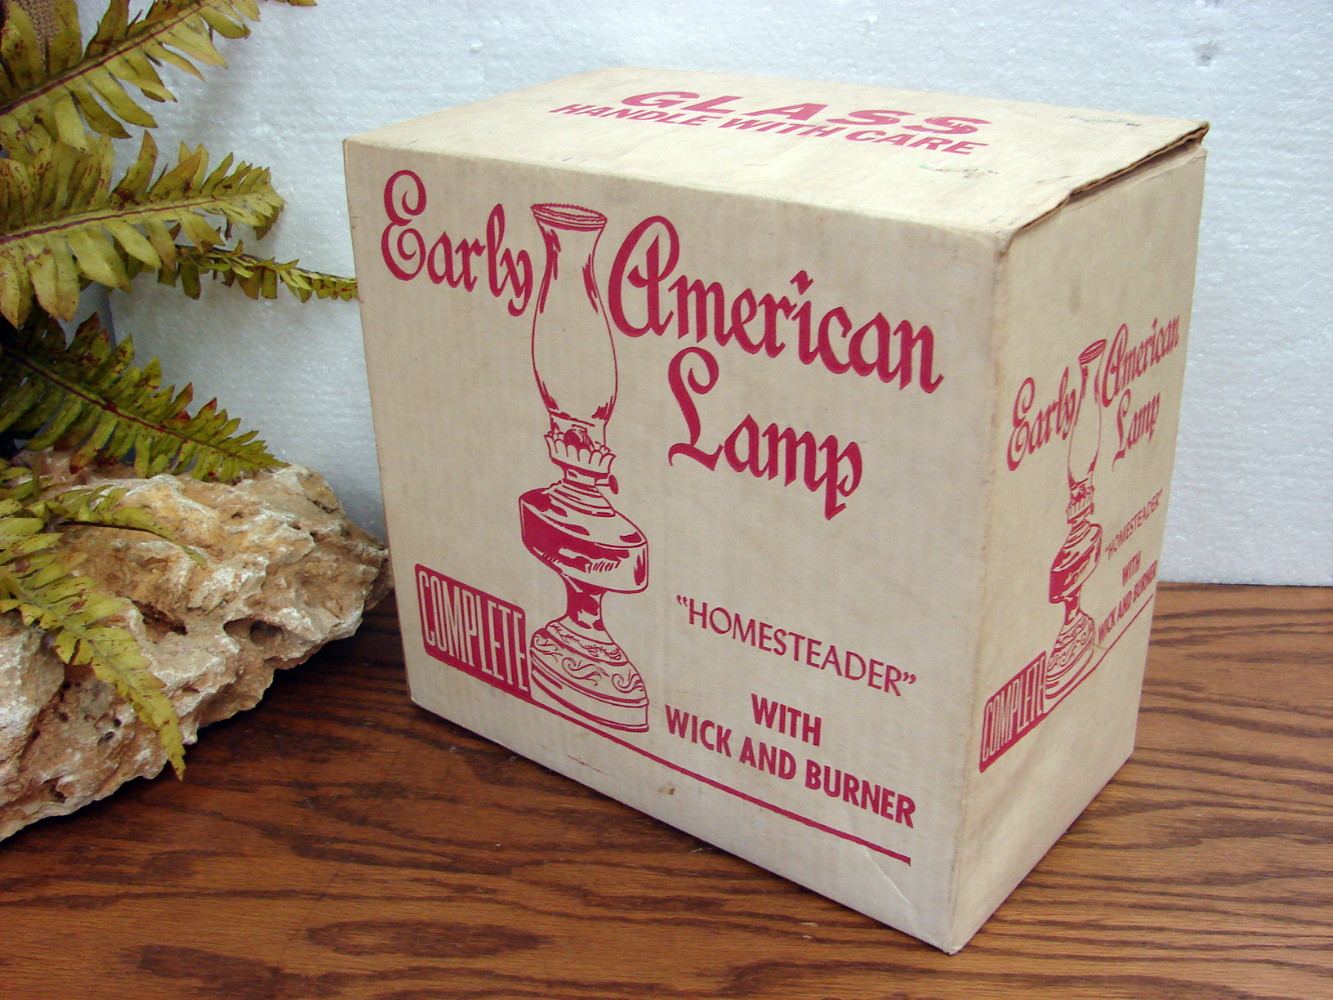 GLASS
HANDLE WITH CARE
Early American
Lamp
"HOMESTEADER"
WITH
WICK AND BURNER
COMPLETE
Early American
Lamp
"HOMESTEADER"
WITH
WICK AND BURNER
COMPLETE